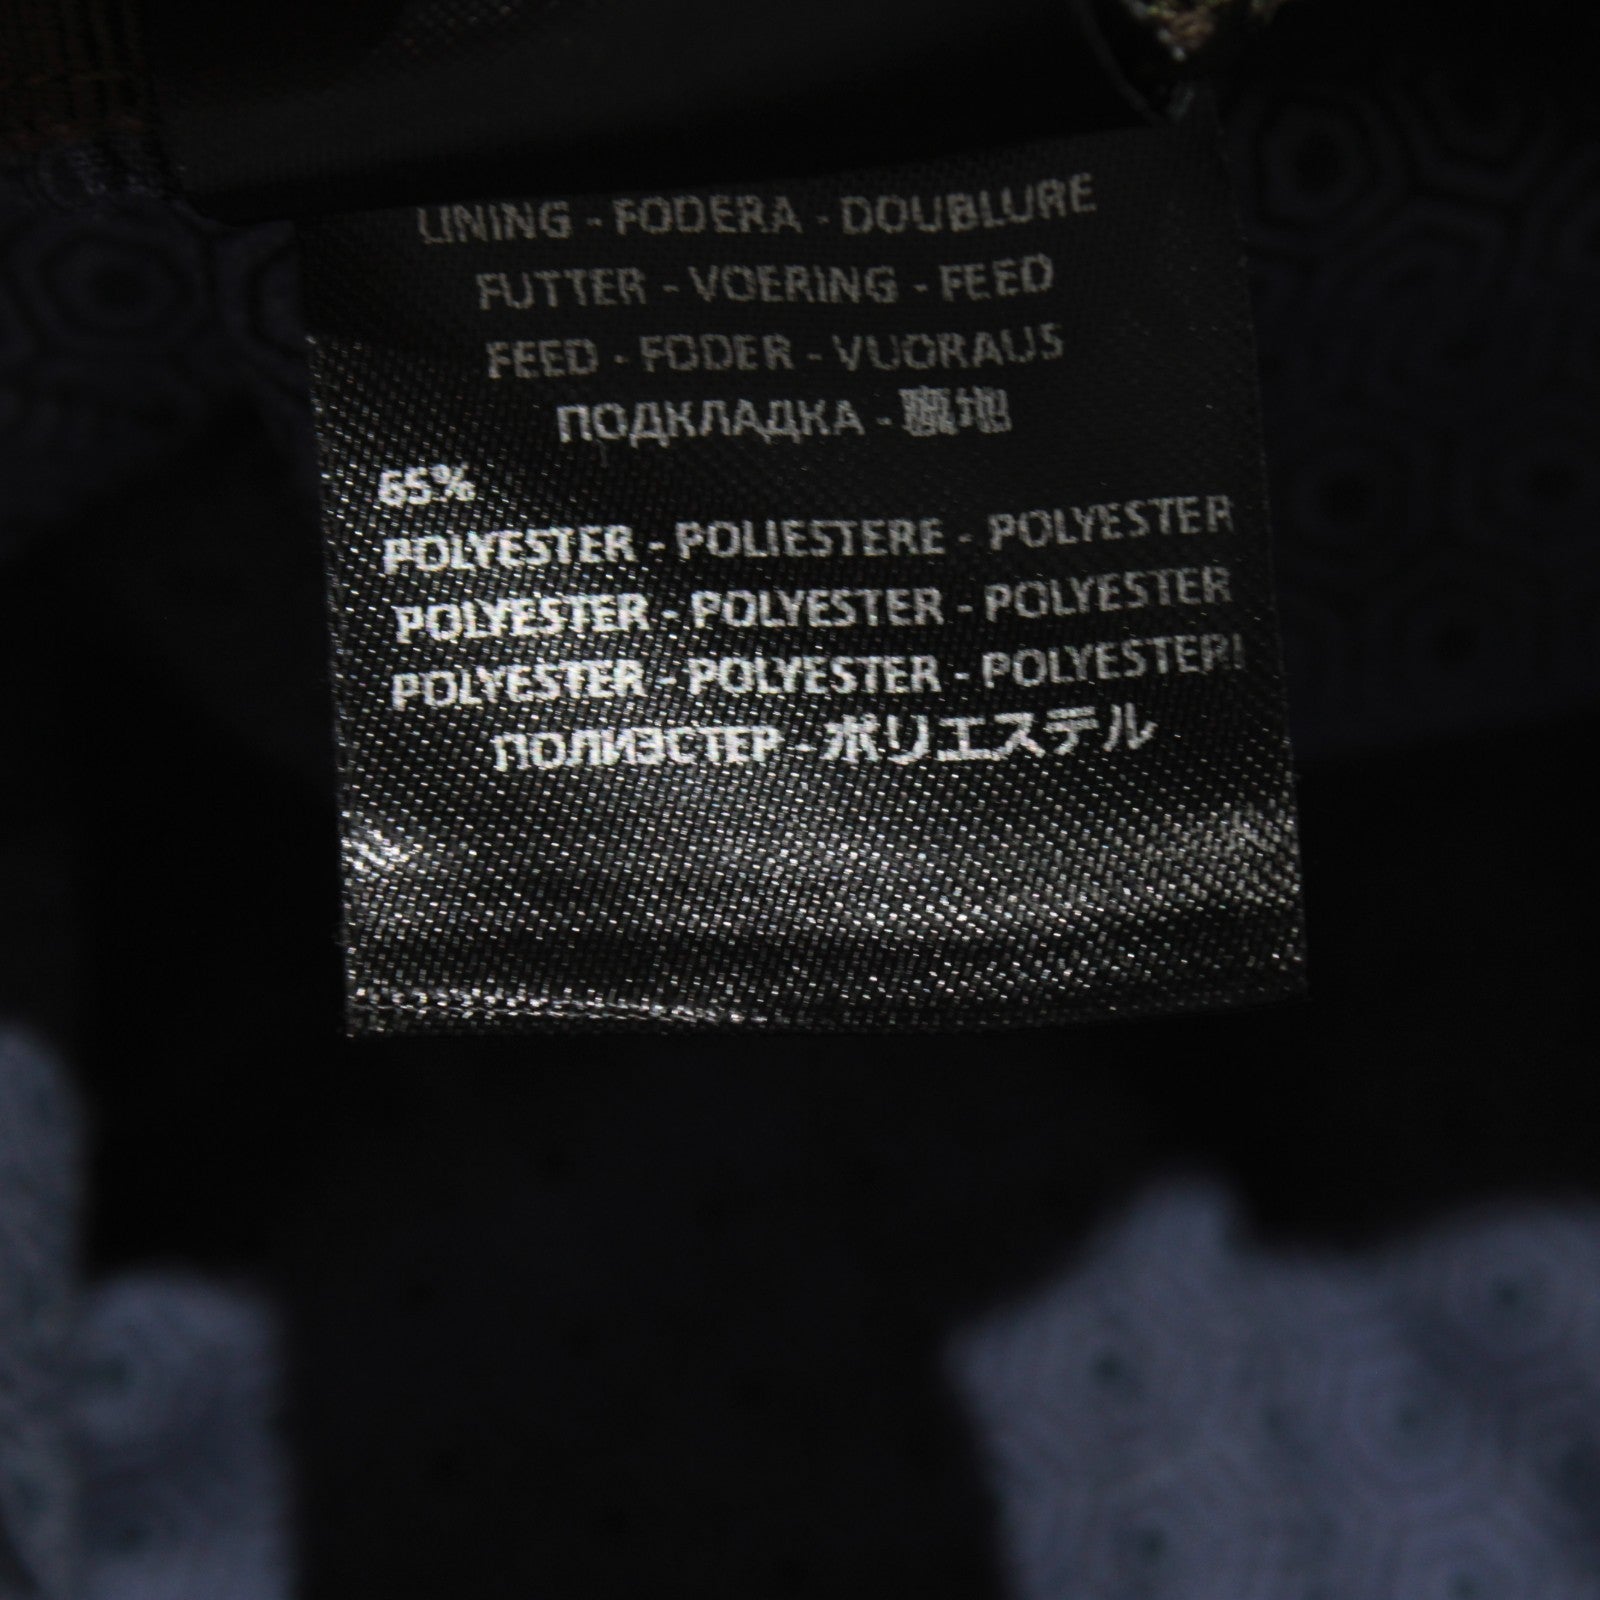 LINING - FODERA - DOUBLURE
FUTTER - VOERING - FEED
FEED - FODER - VUORAUS
ПОДКЛАДКА - 裏地
65%
POLYESTER - POLIESTERE - POLYESTER
POLYESTER - POLYESTER - POLYESTER
POLYESTER - POLYESTER - POLYESTERI
ПОЛИЭСТЕР - ポリエステル